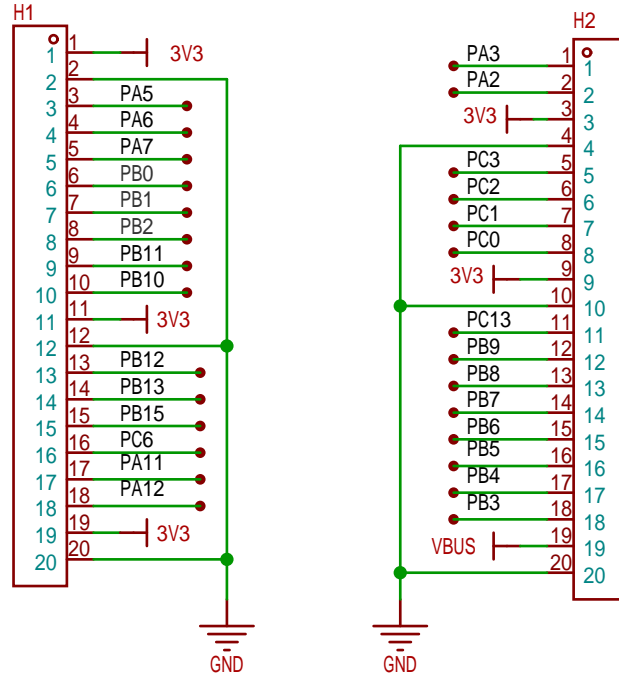 H1
1 1 3V3
2 2
3 3 PA5
4 4 PA6
5 5 PA7
6 6 PB0
7 7 PB1
8 8 PB2
9 9 PB11
10 10 PB10
11 11 3V3
12 12
13 13 PB12
14 14 PB13
15 15 PB15
16 16 PC6
17 17 PA11
18 18 PA12
19 19 3V3
20 20
GND
H2
PA3 1 1
PA2 2 2
3V3 3 3
4 4
PC3 5 5
PC2 6 6
PC1 7 7
PC0 8 8
3V3 9 9
10 10
PC13 11 11
PB9 12 12
PB8 13 13
PB7 14 14
PB6 15 15
PB5 16 16
PB4 17 17
PB3 18 18
VBUS 19 19
20 20
GND